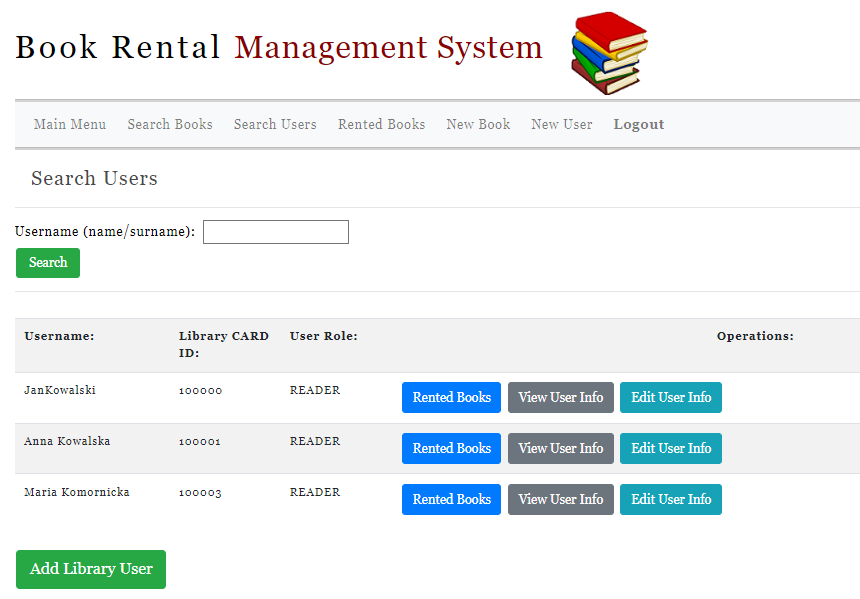 Book Rental Management System
Main Menu Search Books Search Users Rented Books New Book New User Logout
Search Users
Username (name/surname):
Search
Username: Library CARD ID: User Role: Operations:
JanKowalski 100000 READER Rented Books View User Info Edit User Info
Anna Kowalska 100001 READER Rented Books View User Info Edit User Info
Maria Komornicka 100003 READER Rented Books View User Info Edit User Info
Add Library User